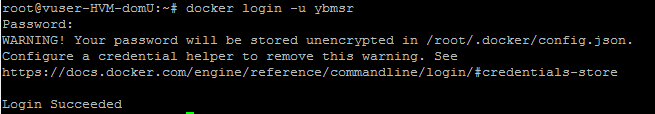 root@vuser-HVM-domU:~# docker login -u ybmsr
Password:
WARNING! Your password will be stored unencrypted in /root/.docker/config.json.
Configure a credential helper to remove this warning. See
https://docs.docker.com/engine/reference/commandline/login/#credentials-store

Login Succeeded